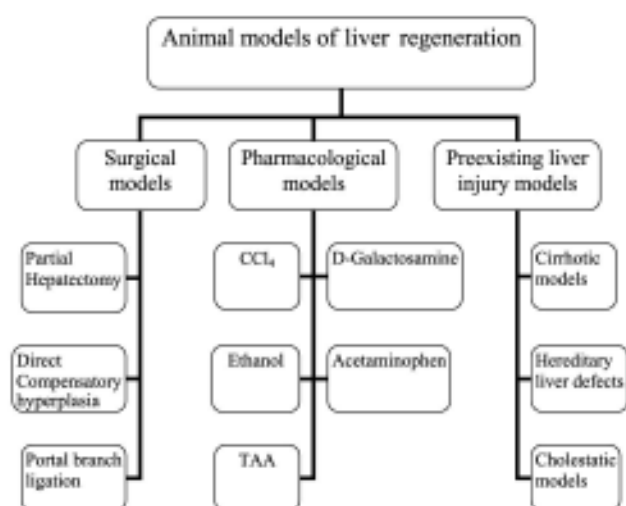 Animal models of liver regeneration
Surgical
models
Pharmacological
models
Preexisting liver
injury models
Partial
Hepatectomy
CCL₄
D-Galactosamine
Cirrhotic
models
Direct
Compensatory
hyperplasia
Ethanol
Acetaminophen
Hereditary
liver defects
Portal branch
ligation
TAA
Cholestatic
models